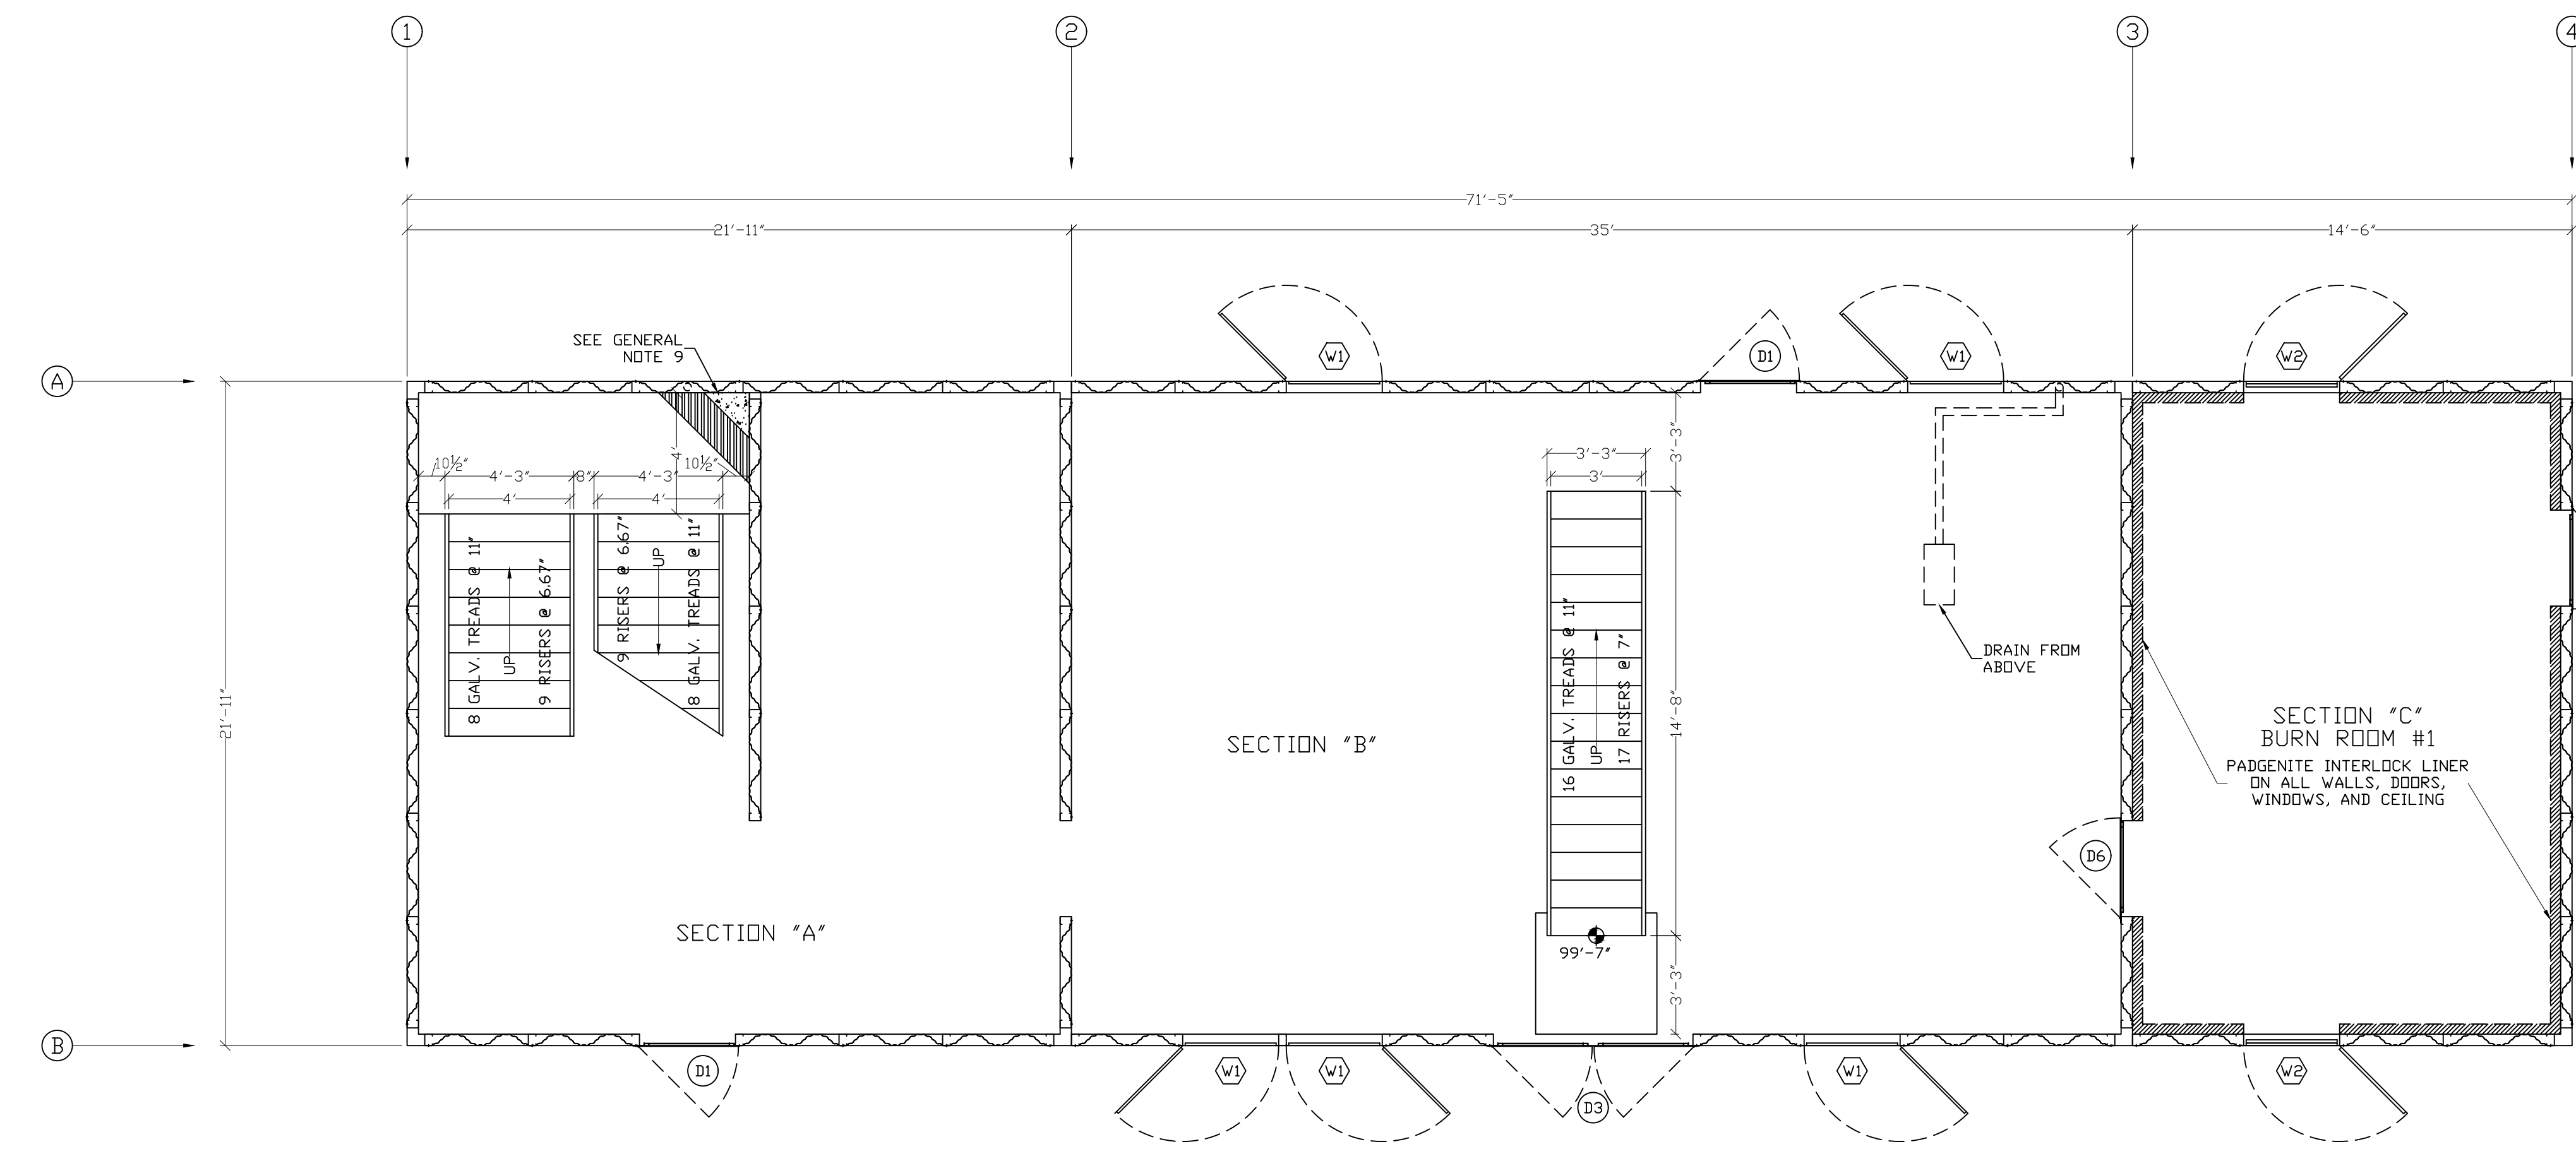 1
2
3
4
71'-5"
21'-11"
35'
14'-6"
SEE GENERAL
NOTE 9
W1
D1
W1
W2
A
3'
10½"
4'-3"
8"
4'-3"
10½"
4'
4'
4'
3'-3"
3'
3'-3"
8 GALV. TREADS @ 11"
UP
9 RISERS @ 6.67"
9 RISERS @ 6.67"
UP
8 GALV. TREADS @ 11"
16 GALV. TREADS @ 11"
UP
17 RISERS @ 7"
14'-8"
DRAIN FROM
ABOVE
21'-11"
SECTION "B"
SECTION "C"
BURN ROOM #1
PADGENITE INTERLOCK LINER
ON ALL WALLS, DOORS,
WINDOWS, AND CEILING
D6
SECTION "A"
99'-7"
3'-3"
B
D1
W1
W1
D3
W1
W2